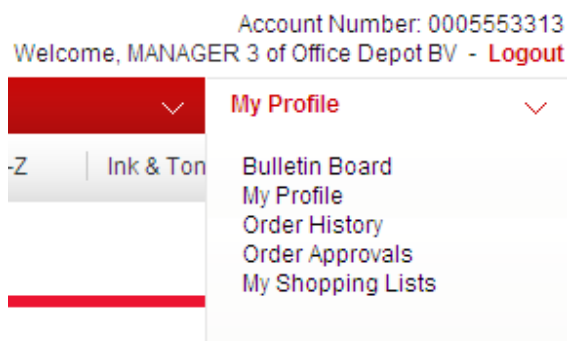 Account Number: 0005553313
Welcome, MANAGER 3 of Office Depot BV - Logout
My Profile
-Z Ink & Ton
Bulletin Board
My Profile
Order History
Order Approvals
My Shopping Lists